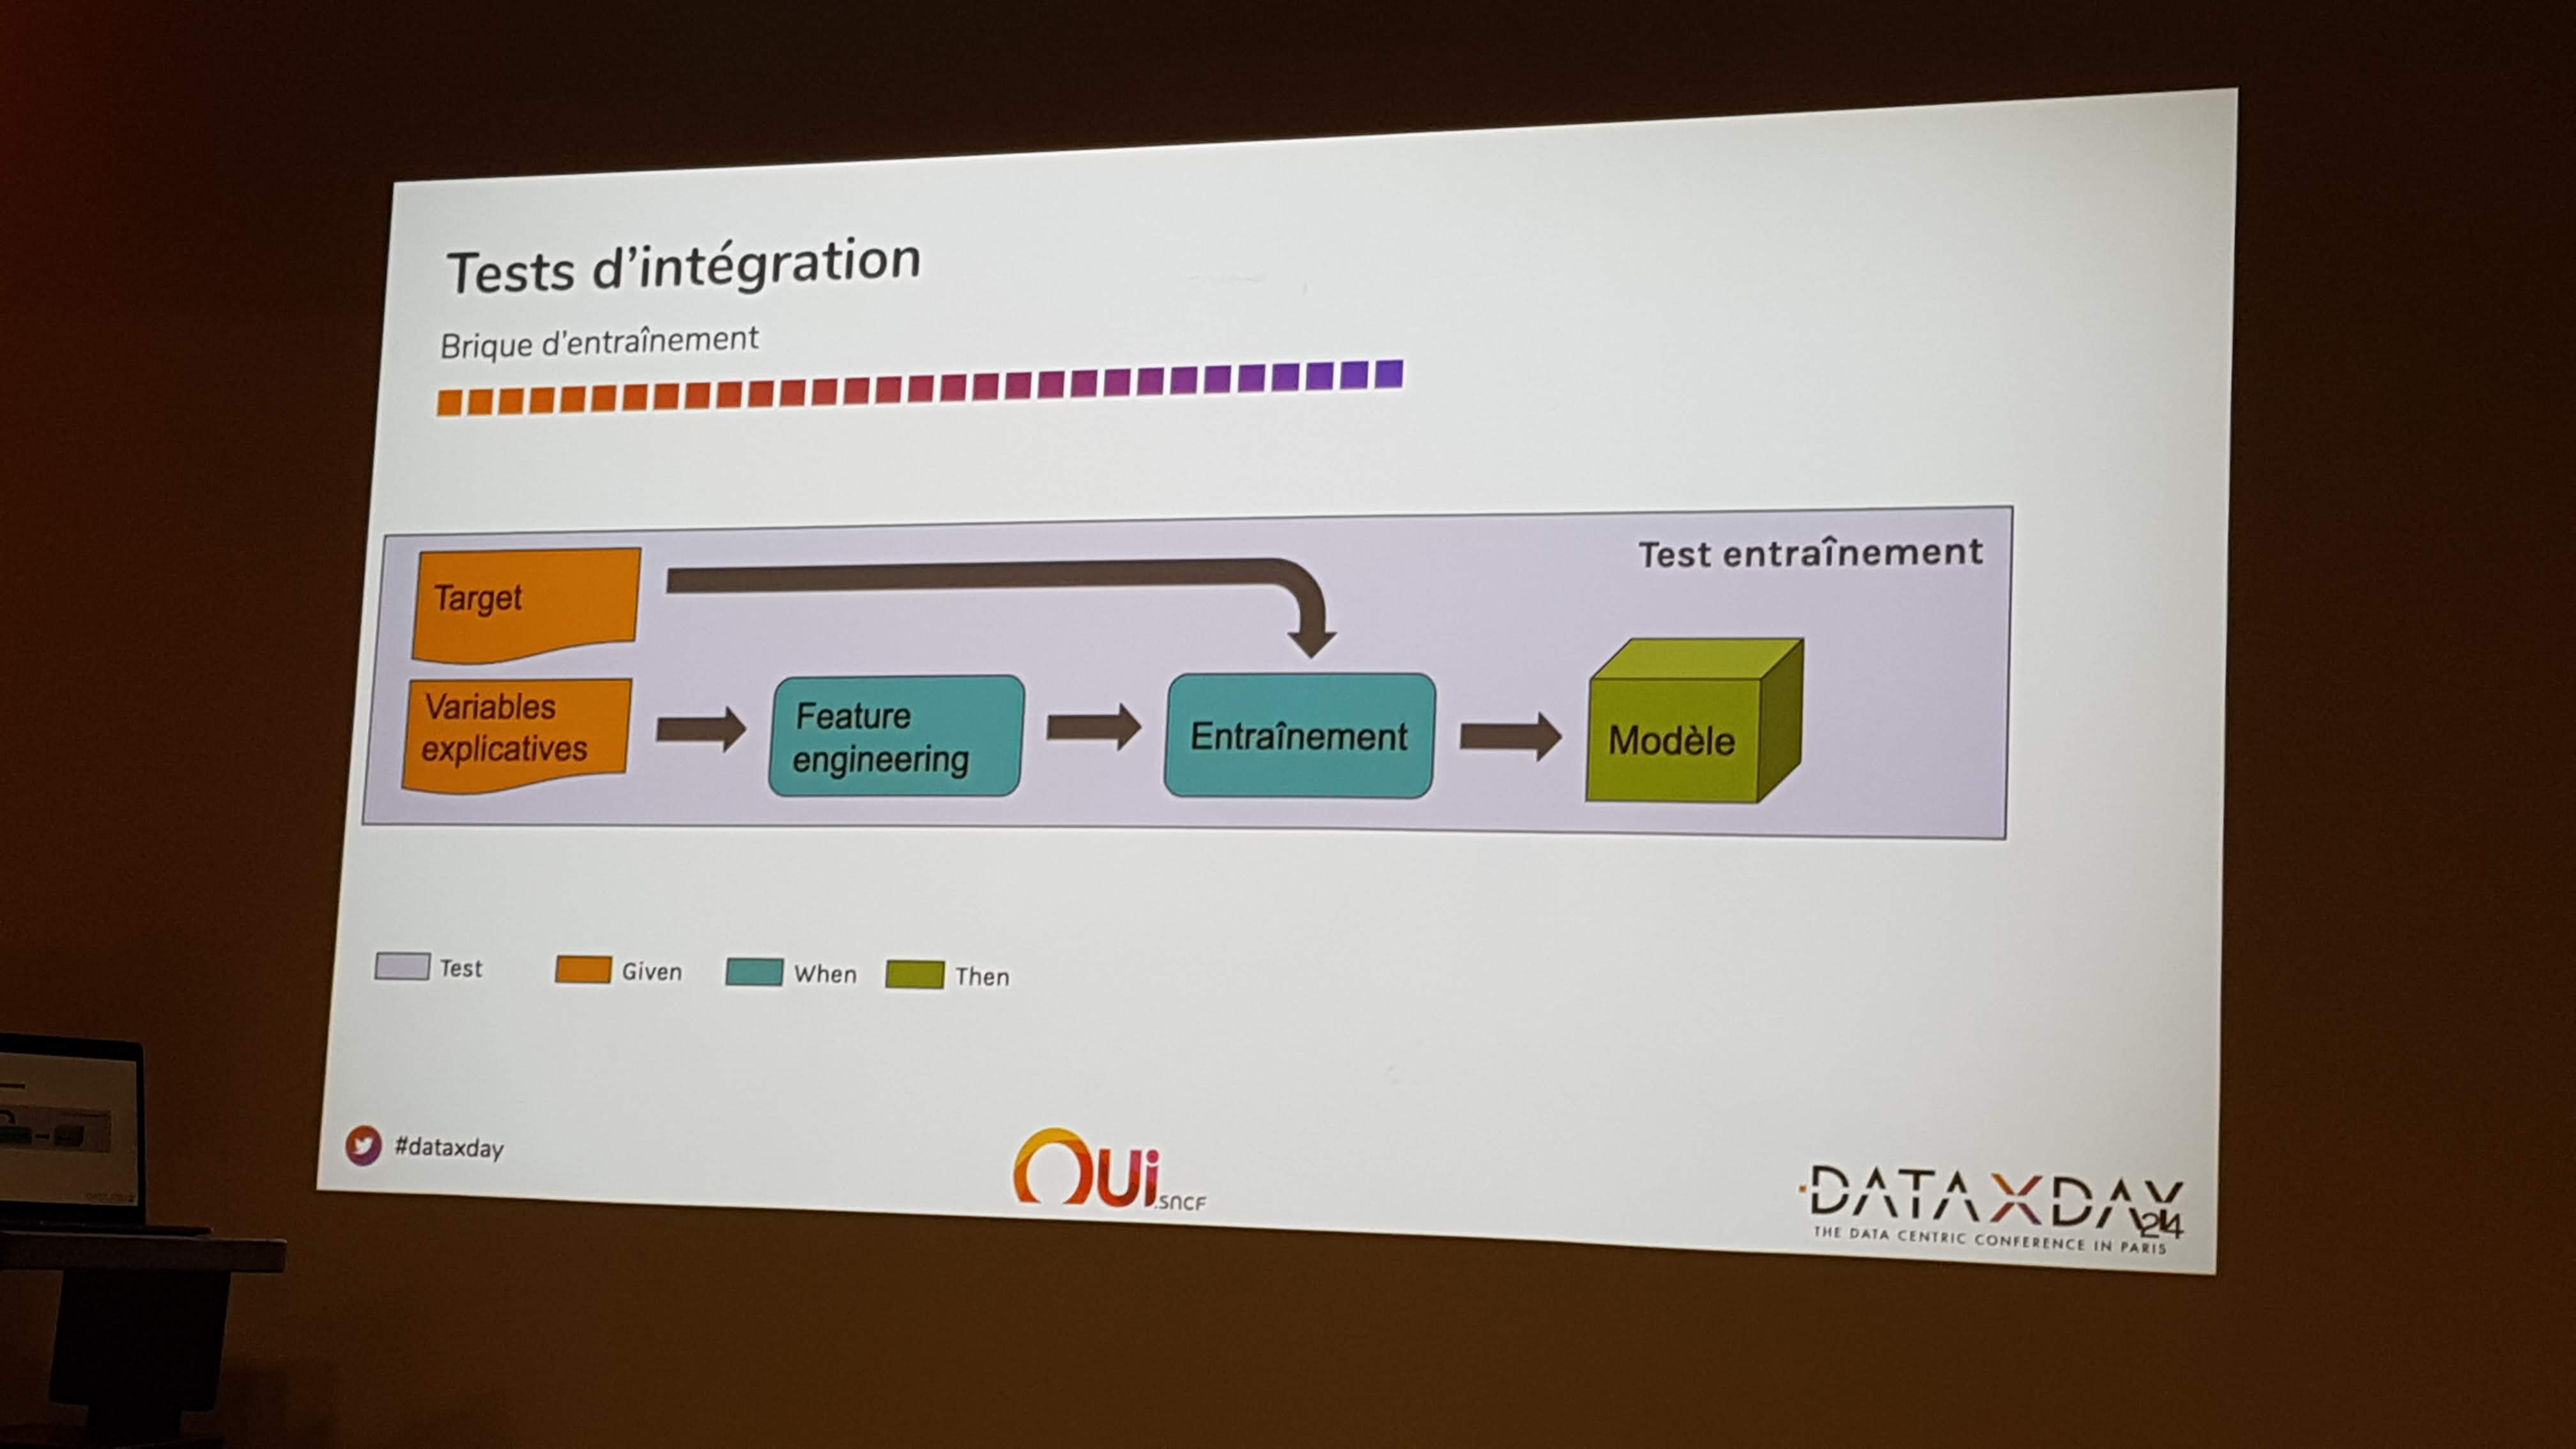 Tests d'intégration
Brique d'entraînement
Test entraînement
Target
Variables
explicatives
Feature
engineering
Entraînement
Modèle
Test
Given
When
Then
#dataxday
OUi.SNCF
DATAXDAY
THE DATA CENTRIC CONFERENCE IN PARIS
24